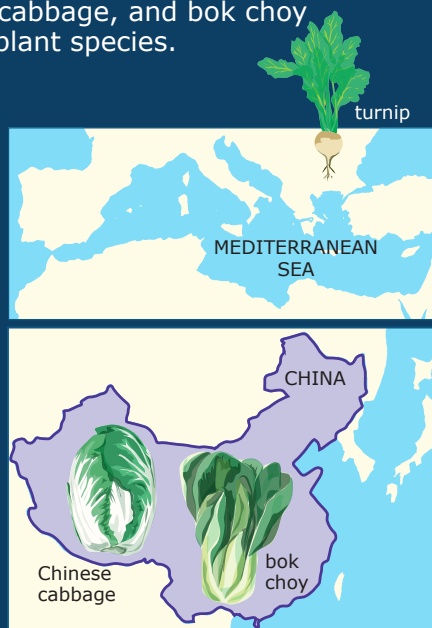 cabbage, and bok choy
plant species.
turnip
MEDITERRANEAN
SEA
CHINA
Chinese
cabbage
bok
choy